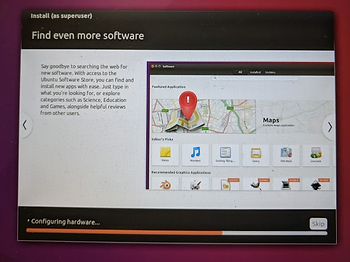 Install (as superuser)
Find even more software
Say goodbye to searching the web for
new software. With access to the
Ubuntu Software Store, you can find and
install new apps with ease. Just type in
what you're looking for, or explore
categories such as Science, Education
and Games, alongside helpful reviews
from other users.
Software
All Installed Updates
Featured Application
Maps
Editor's Picks
Recommended Graphics Applications
Configuring hardware...
Skip